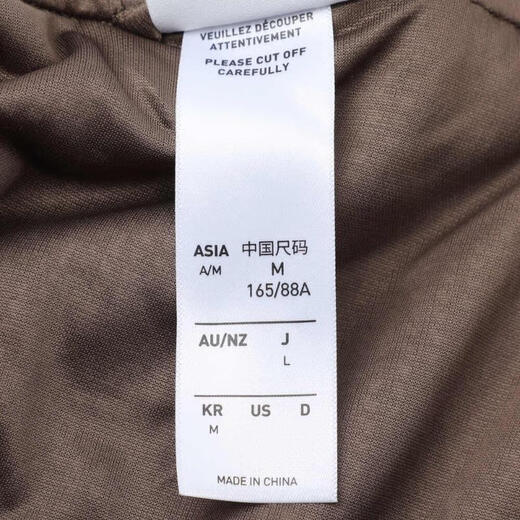 VEUILLEZ DÉCOUPER
ATTENTIVEMENT
PLEASE CUT OFF
CAREFULLY
ASIA 中国尺码
A/M M
165/88A
AU/NZ J
L
KR US D
M
MADE IN CHINA